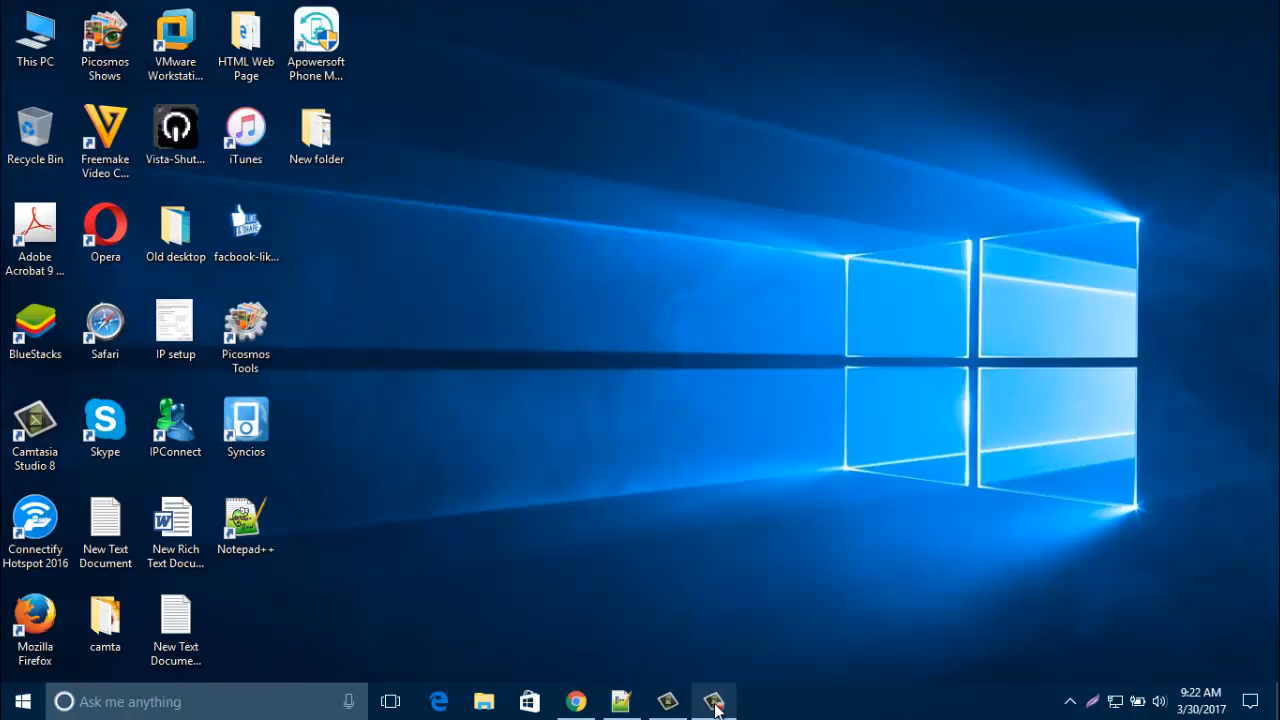 This PC
Picosmos
Shows
VMware
Workstati...
HTML Web
Page
Apowersoft
Phone M...
Recycle Bin
Freemake
Video C...
Vista-Shut...
iTunes
New folder
Adobe
Acrobat 9 ...
Opera
Old desktop
facbook-lik...
LIKE
& SHARE
BlueStacks
Safari
IP setup
Picosmos
Tools
Camtasia
Studio 8
Skype
IPConnect
Syncios
Connectify
Hotspot 2016
New Text
Document
New Rich
Text Docu...
Notepad++
Mozilla
Firefox
camta
New Text
Docume...
Ask me anything
9:22 AM
3/30/2017